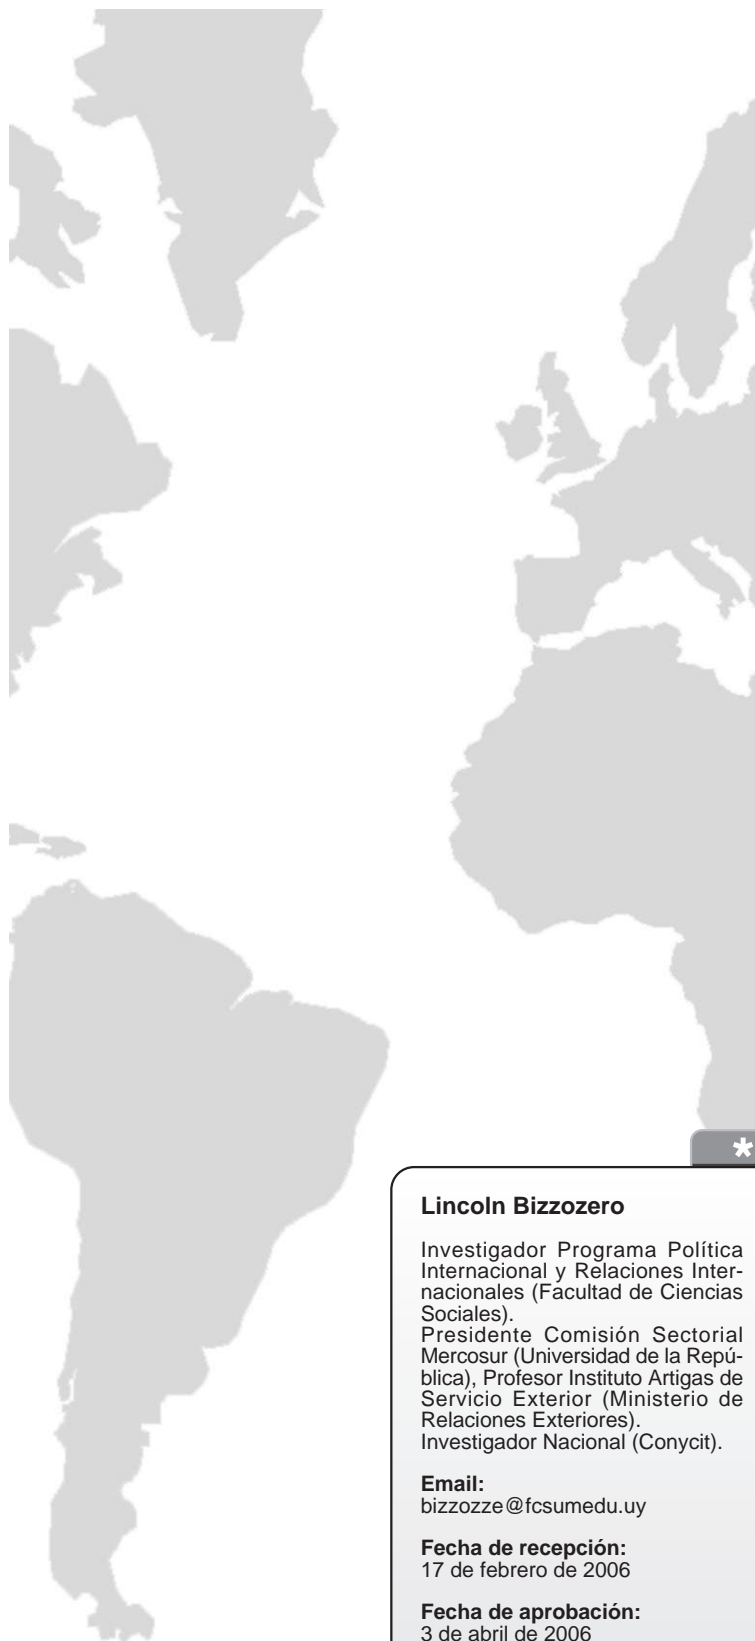 *
Lincoln Bizzozero
Investigador Programa Política
Internacional y Relaciones Inter-
nacionales (Facultad de Ciencias
Sociales).
Presidente Comisión Sectorial
Mercosur (Universidad de la Repú-
blica), Profesor Instituto Artigas de
Servicio Exterior (Ministerio de
Relaciones Exteriores).
Investigador Nacional (Conycit).
Email:
bizzozze@fcsumedu.uy
Fecha de recepción:
17 de febrero de 2006
Fecha de aprobación:
3 de abril de 2006